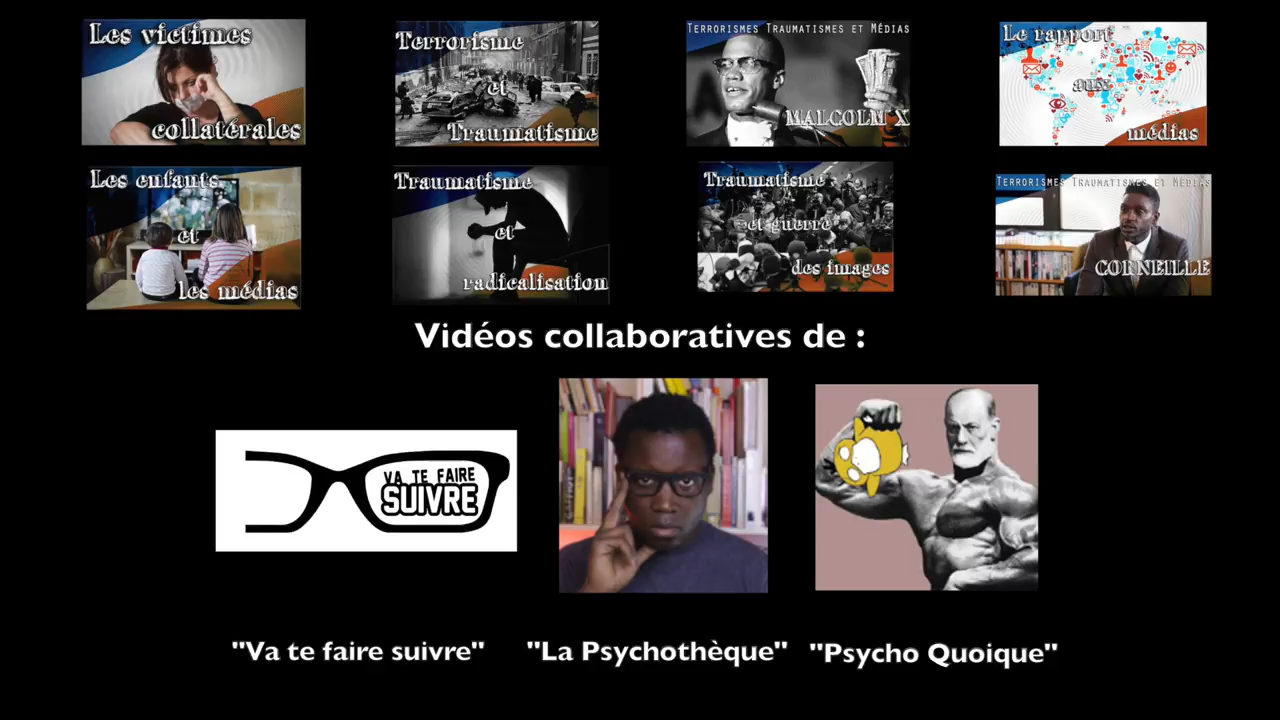 Les victimes
collatérales
Terrorisme
et
Traumatisme
TERRORISMES TRAUMATISMES ET MÉDIAS
MALCOLM X
Le rapport
aux
médias
Les enfants
et
les médias
Traumatisme
et
radicalisation
Traumatisme
et guerre
des images
TERRORISMES TRAUMATISMES ET MÉDIAS
CORNEILLE
Vidéos collaboratives de :
VA TE FAIRE
SUIVRE
"Va te faire suivre"
"La Psychothèque"
"Psycho Quoique"